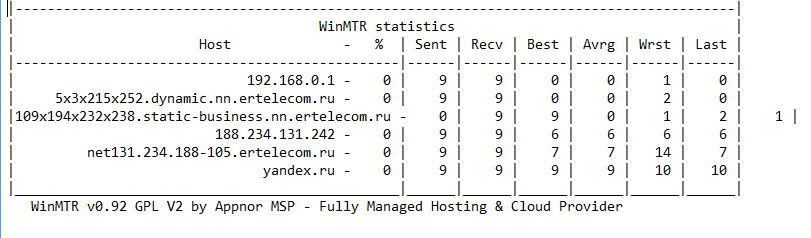 |------------------------------------------------------------------------------------------|
|                                      WinMTR statistics                                   |
|                       Host              -   %  | Sent | Recv | Best | Avrg | Wrst | Last |
|------------------------------------------------|------|------|------|------|------|------|
|                             192.168.0.1 -    0 |    9 |    9 |    0 |    0 |    1 |    0 |
|     5x3x215x252.dynamic.nn.ertelecom.ru -    0 |    9 |    9 |    0 |    0 |    2 |    0 |
|109x194x232x238.static-business.nn.ertelecom.ru -    0 |    9 |    9 |    0 |    1 |    2 |    1 |
|                         188.234.131.242 -    0 |    9 |    9 |    6 |    6 |    6 |    6 |
|         net131.234.188-105.ertelecom.ru -    0 |    9 |    9 |    7 |    7 |   14 |    7 |
|                               yandex.ru -    0 |    9 |    9 |    9 |    9 |   10 |   10 |
|________________________________________________|______|______|______|______|______|______|
WinMTR v0.92 GPL V2 by Appnor MSP - Fully Managed Hosting & Cloud Provider